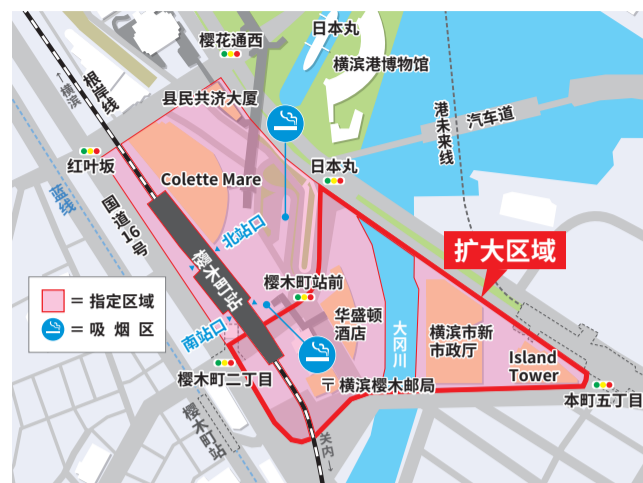 樱花通西
日本丸
横滨港博物馆
← 横滨
根岸线
县民共济大厦
港未来线
汽车道
红叶坂
日本丸
Colette Mare
蓝线
国道16号
北站口
扩大区域
樱木町站
樱木町站前
= 指定区域
= 吸烟区
南站口
华盛顿
酒店
大冈川
横滨市新
市政厅
Island
Tower
樱木町二丁目
〒 横滨樱木邮局
本町五丁目
樱木町站
关内 →